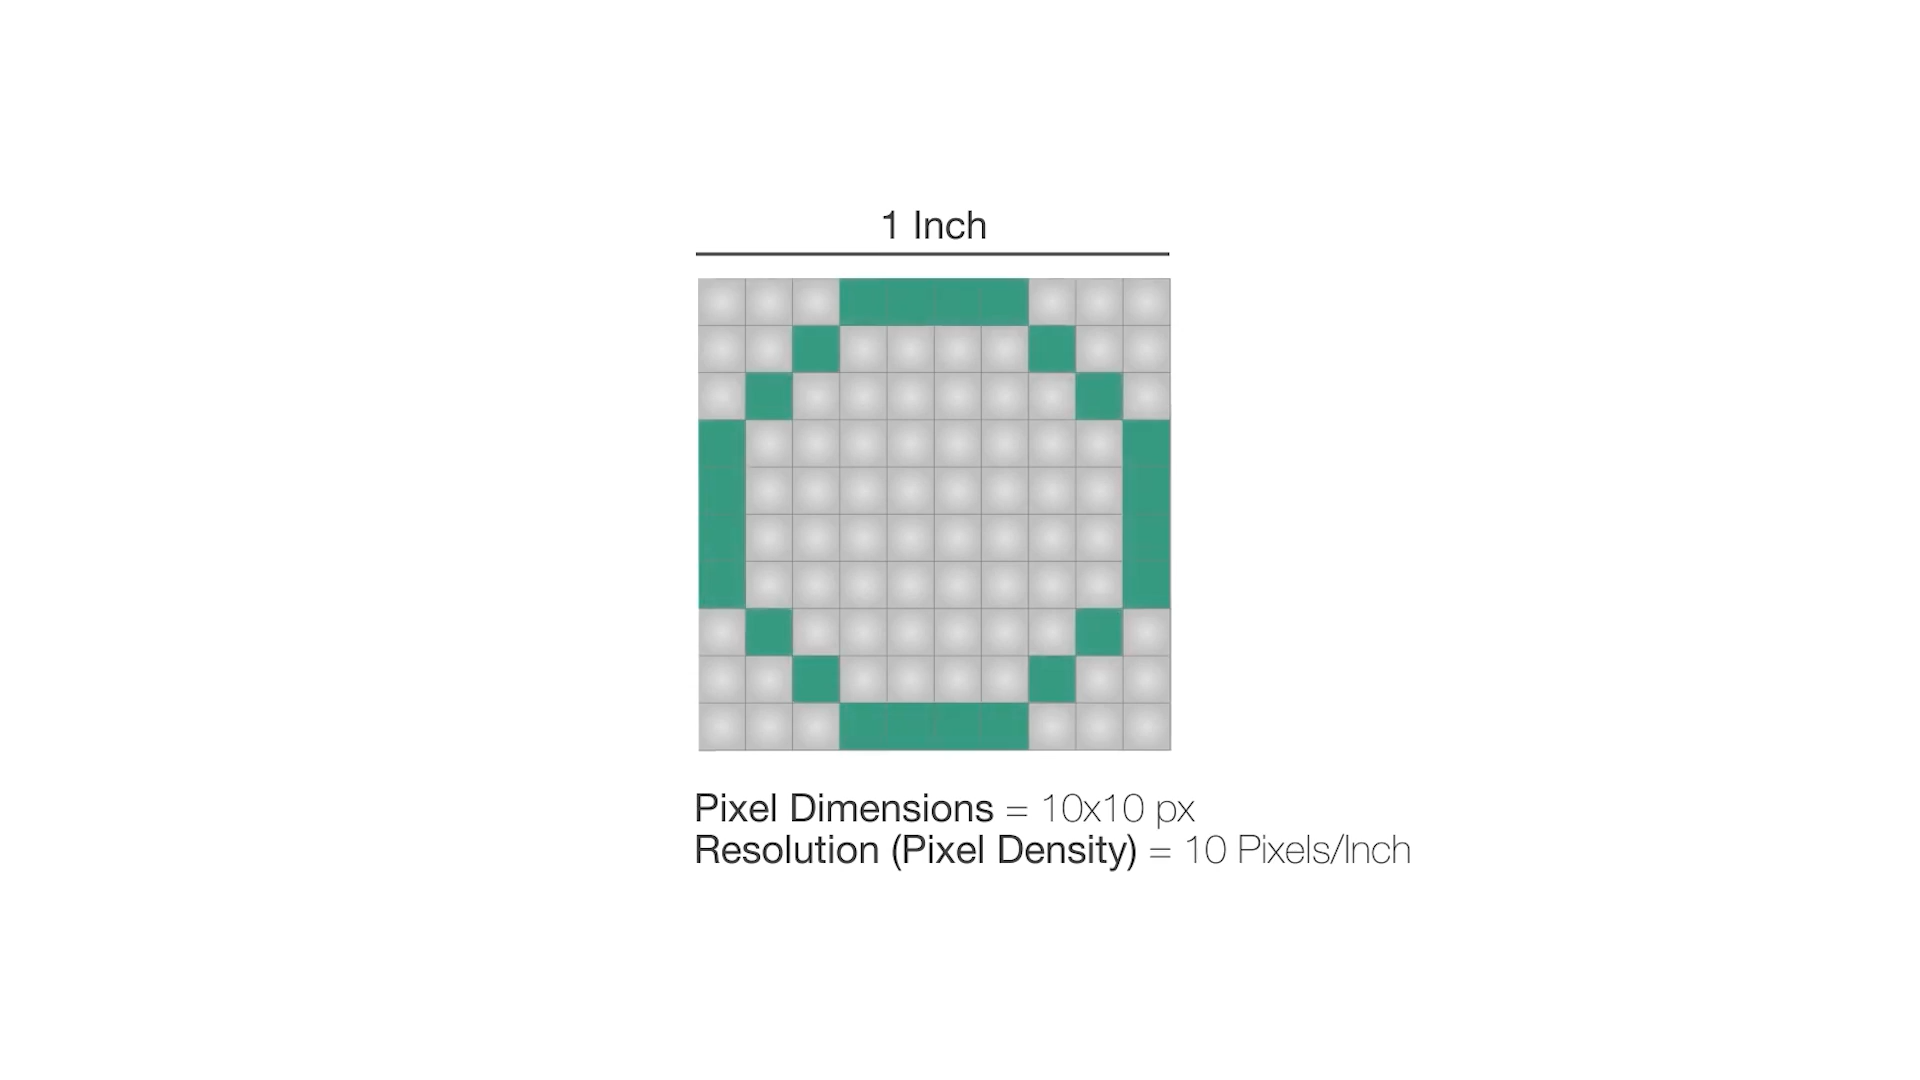 1 Inch
Pixel Dimensions = 10x10 px
Resolution (Pixel Density) = 10 Pixels/Inch